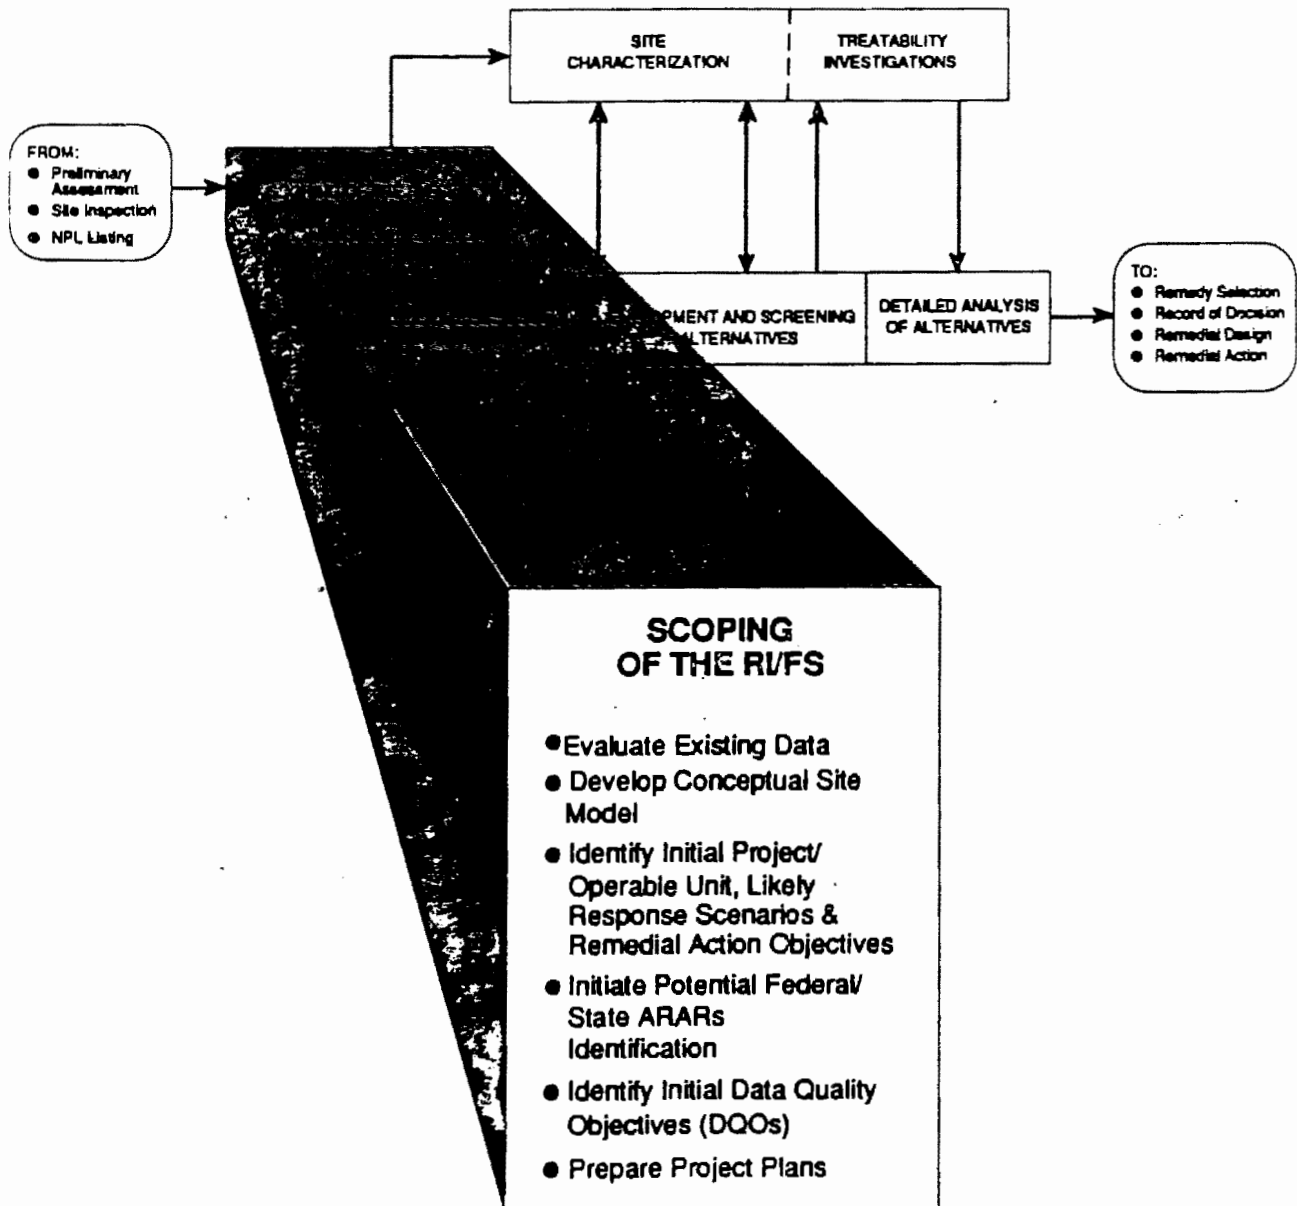 SITE
CHARACTERIZATION
TREATABILITY
INVESTIGATIONS
FROM:
● Preliminary
Assessment
● Site Inspection
● NPL Listing
PMENT AND SCREENING
ALTERNATIVES
DETAILED ANALYSIS
OF ALTERNATIVES
TO:
● Remedy Selection
● Record of Decision
● Remedial Design
● Remedial Action
SCOPING
OF THE RI/FS
● Evaluate Existing Data
● Develop Conceptual Site
Model
● Identify Initial Project/
Operable Unit, Likely
Response Scenarios &
Remedial Action Objectives
● Initiate Potential Federal/
State ARARs
Identification
● Identify Initial Data Quality
Objectives (DQOs)
● Prepare Project Plans